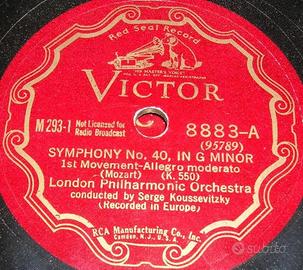 Red Seal Record
"HIS MASTER'S VOICE"
VICTOR
M 293-1
Not Licensed for
Radio Broadcast
8883-A
(95789)
SYMPHONY No. 40, IN G MINOR
1st Movement-Allegro moderato
(Mozart) (K. 550)
London Philharmonic Orchestra
conducted by Serge Koussevitzky
(Recorded in Europe)
RCA Manufacturing Co., Inc.
Camden, N. J., U. S. A.
subito